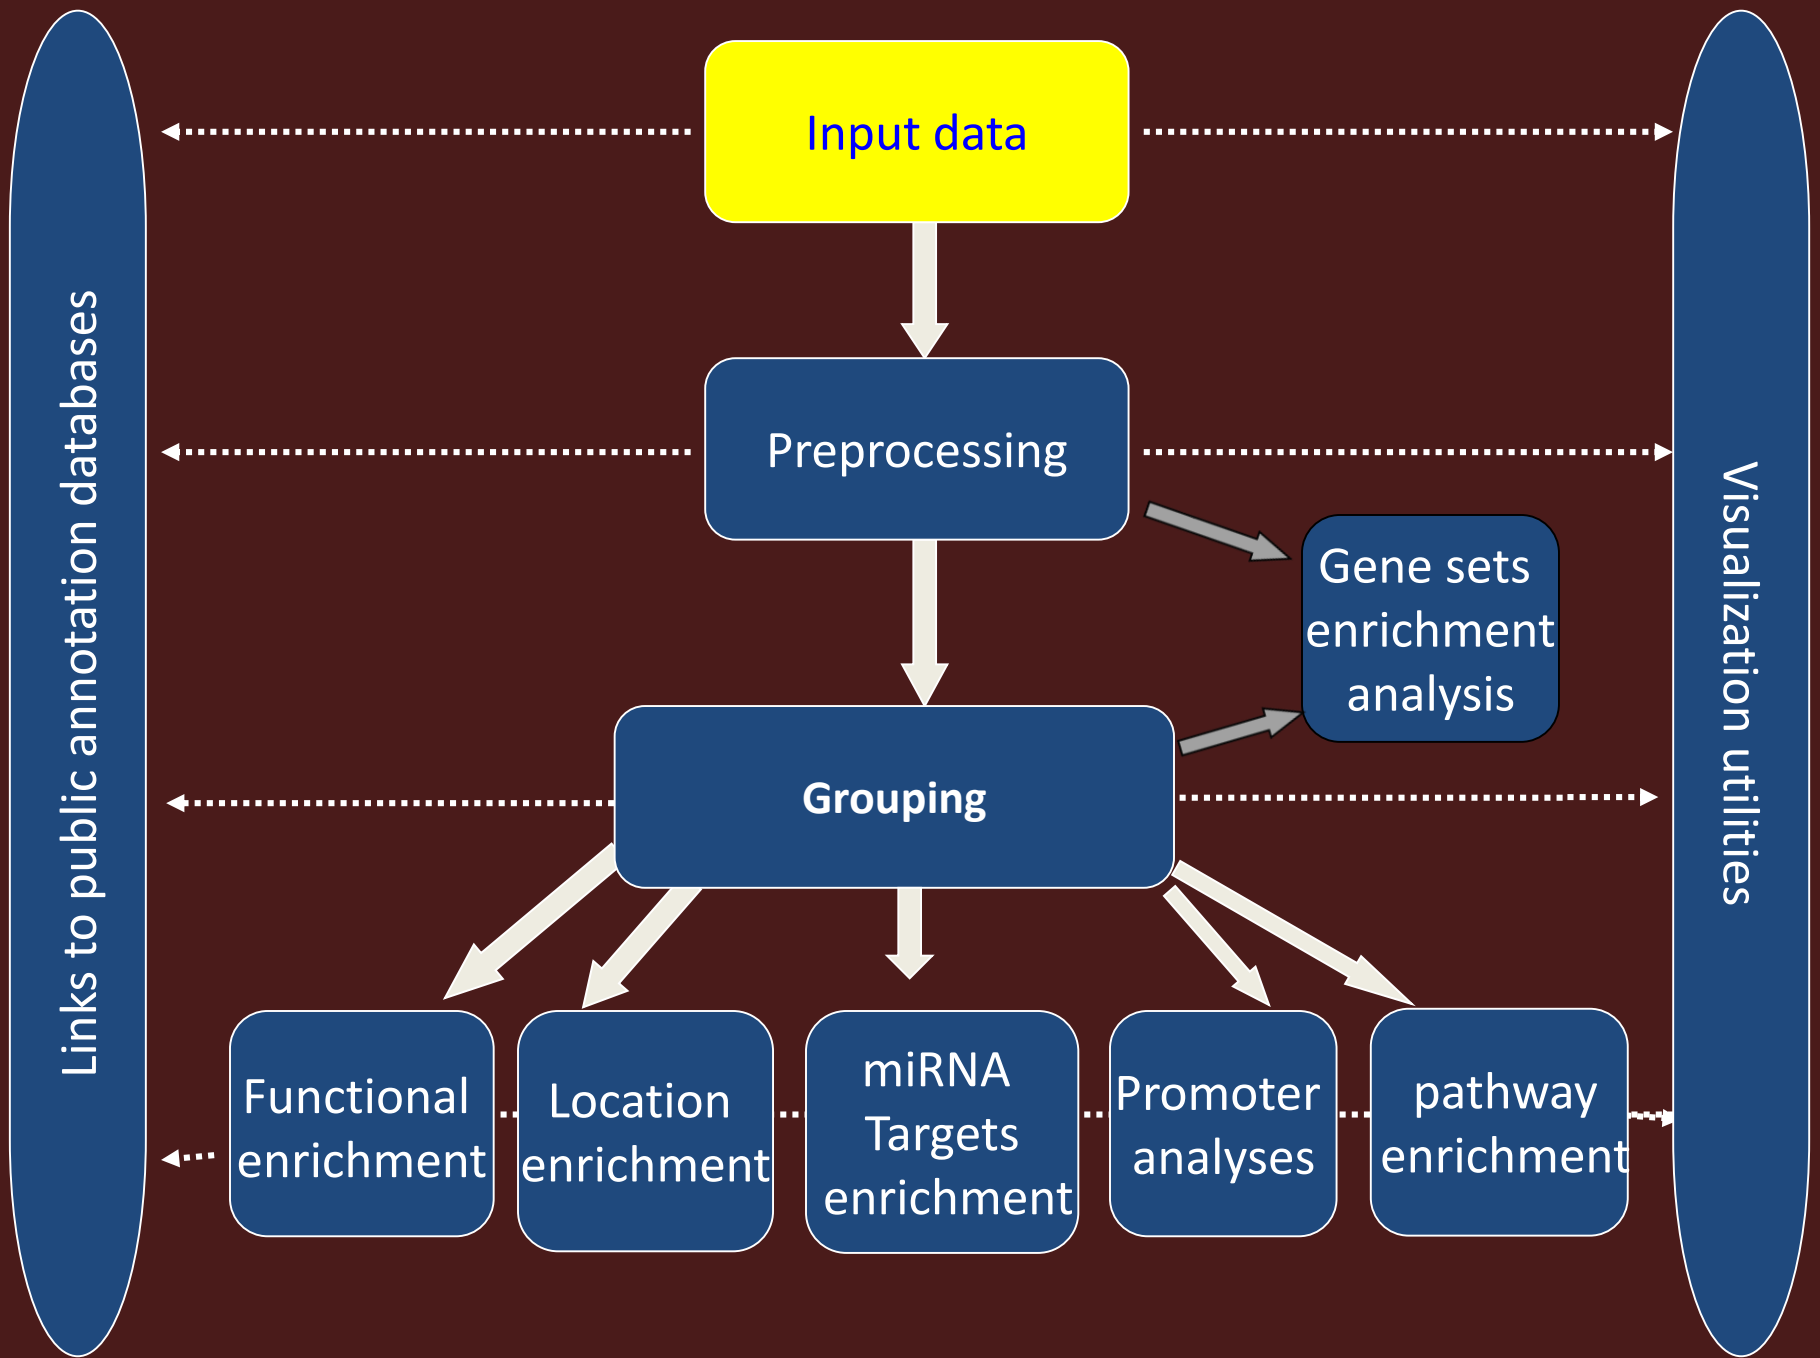 Input data
Links to public annotation databases
Preprocessing
Visualization utilities
Gene sets
enrichment
analysis
Grouping
Functional
enrichment
Location
enrichment
miRNA
Targets
enrichment
Promoter
analyses
pathway
enrichment